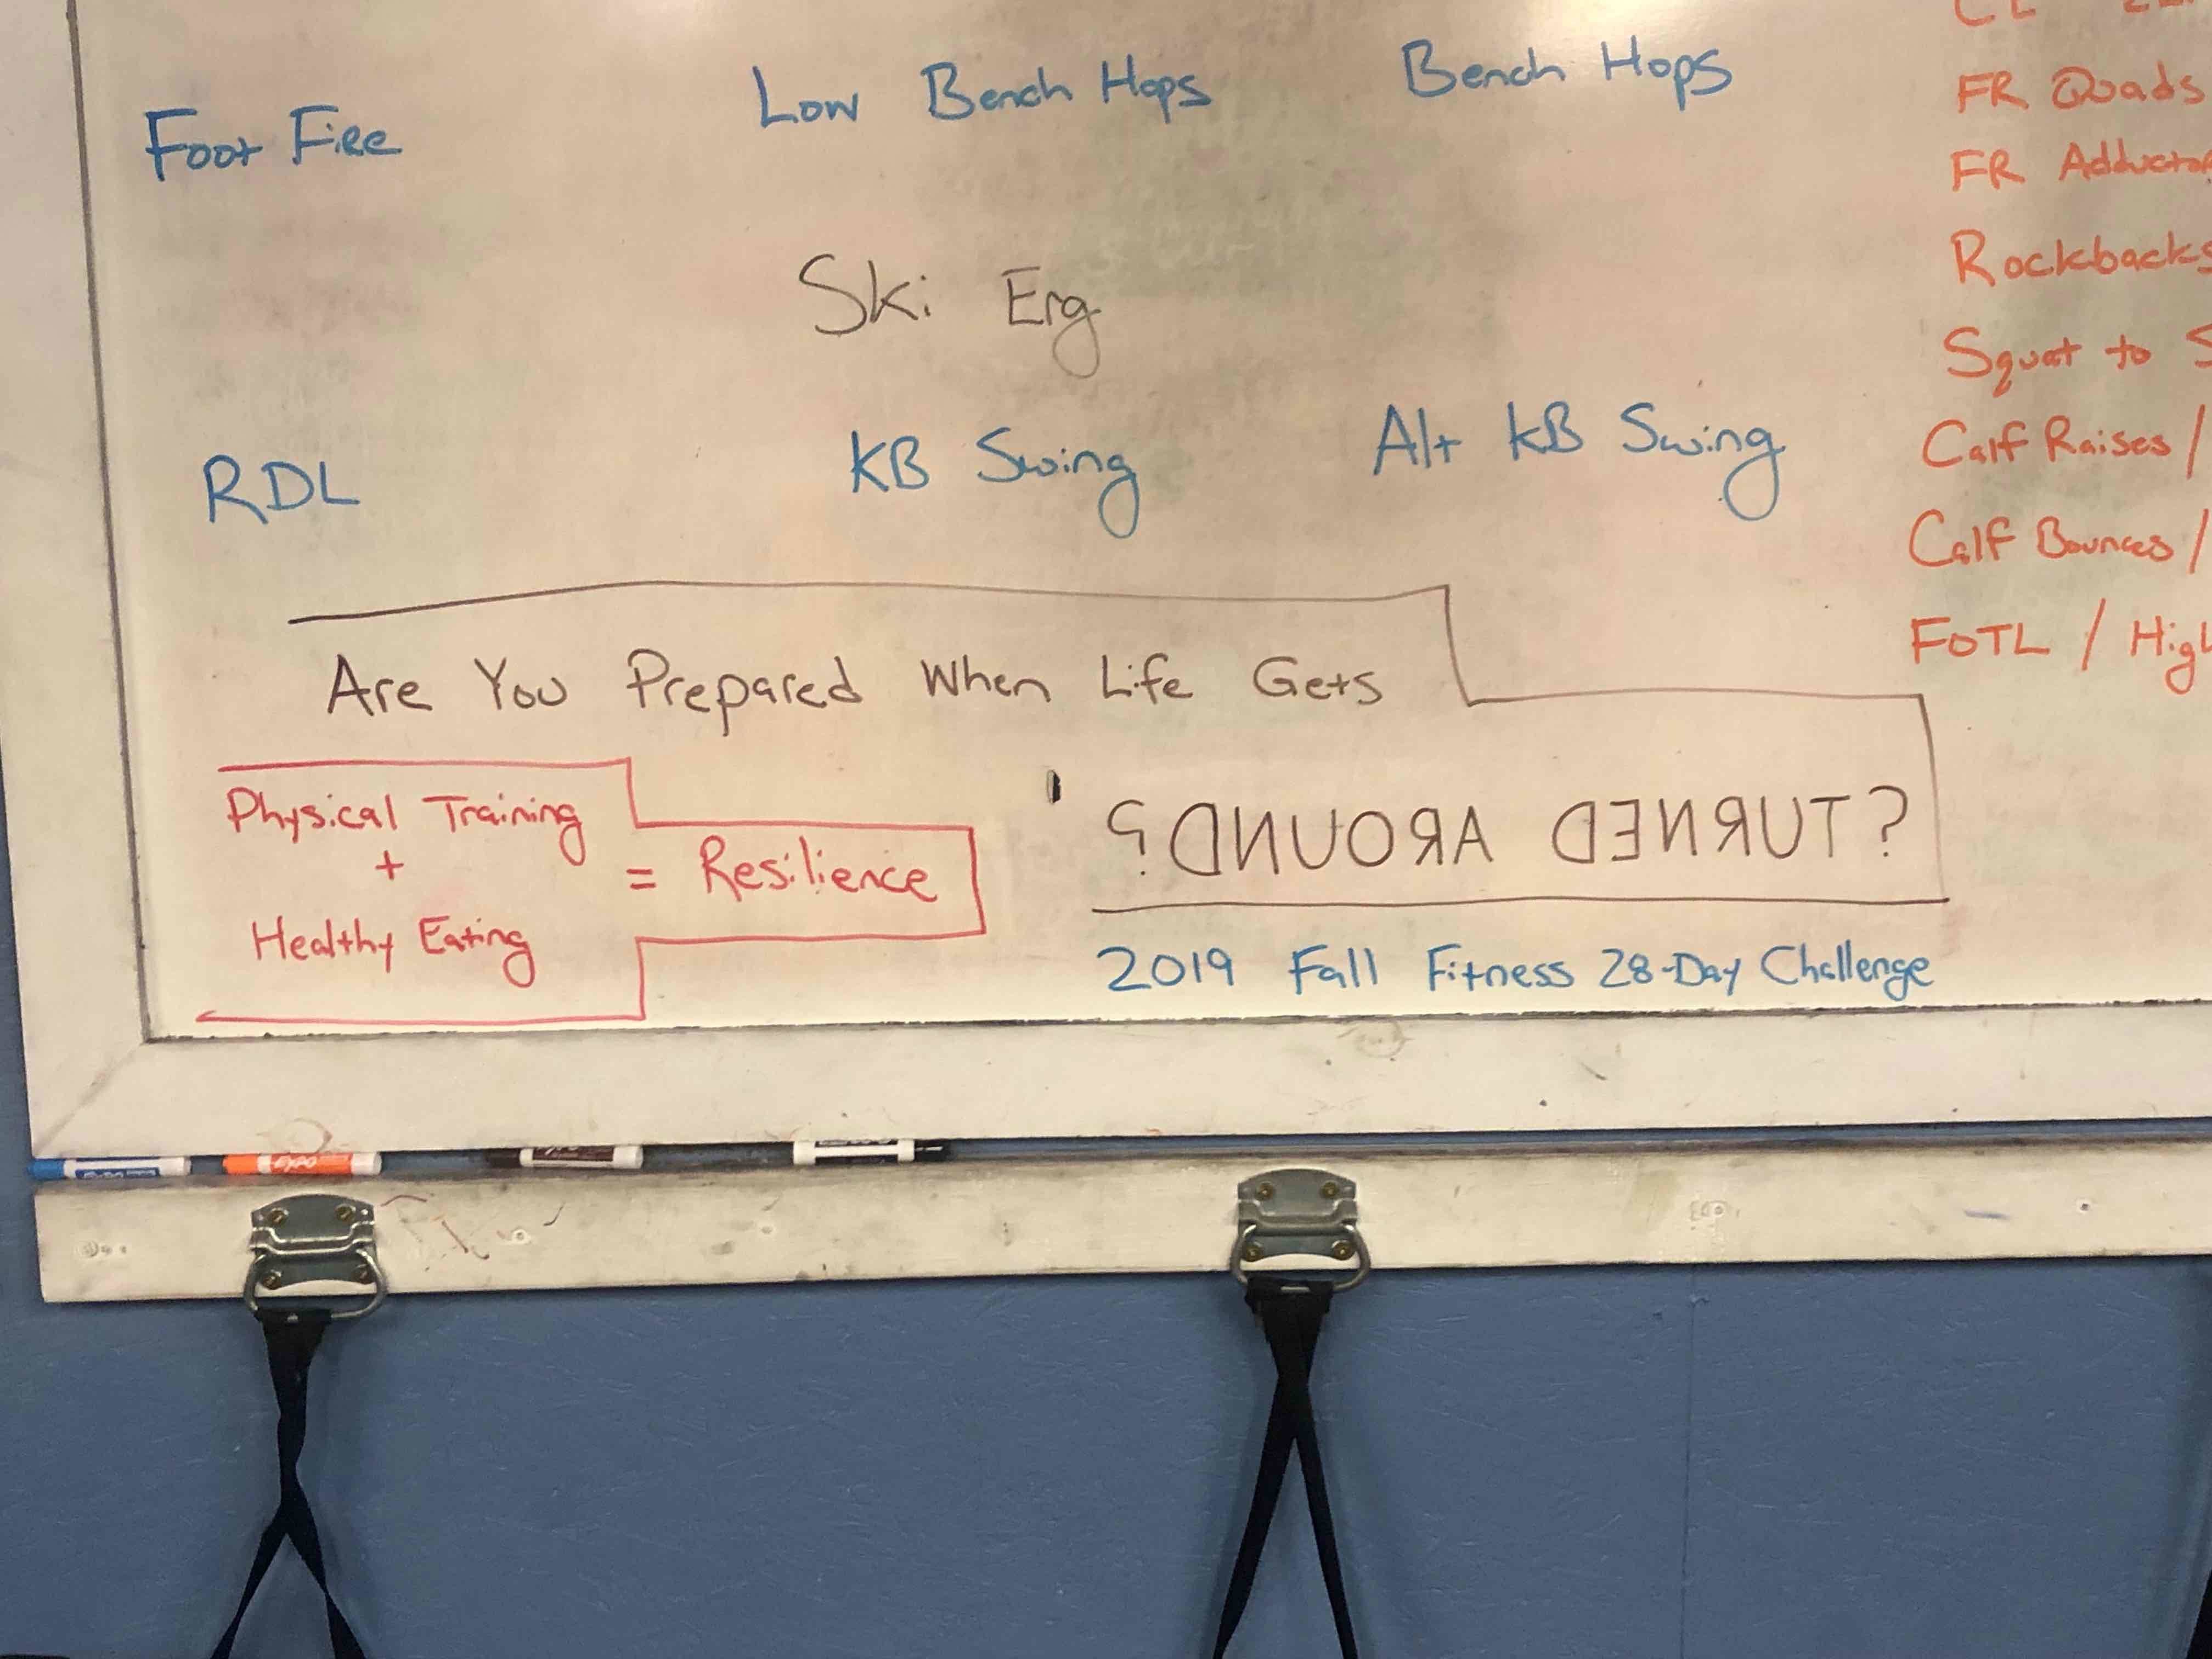 Foot Fire
Low Bench Hops
Bench Hops
Ski Erg
RDL
KB Swing
Alt KB Swing
FR Quads
FR
Rockbacks
Squat to
Calf Raises /
Calf Bounces /
FOTL /
Are You Prepared When Life Gets
?TURNED AROUND?
Physical Training
+
Healthy Eating
= Resilience
2019 Fall Fitness 28-Day Challenge